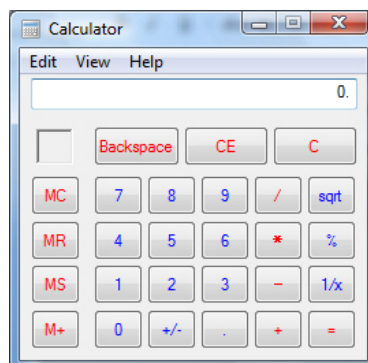 Calculator
Edit View Help
0.
Backspace CE C
MC 7 8 9 / sqrt
MR 4 5 6 * %
MS 1 2 3 - 1/x
M+ 0 +/- . + =